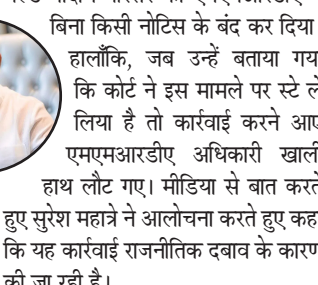 बिना किसी नोटिस के बंद कर दिया
हालाँकि, जब उन्हें बताया गया
कि कोर्ट ने इस मामले पर स्टे ले
लिया है तो कार्रवाई करने आए
एमएमआरडीए अधिकारी खाली
हाथ लौट गए। मीडिया से बात करते
हुए सुरेश महात्रे ने आलोचना करते हुए कहा
कि यह कार्रवाई राजनीतिक दबाव के कारण
की जा रही है।